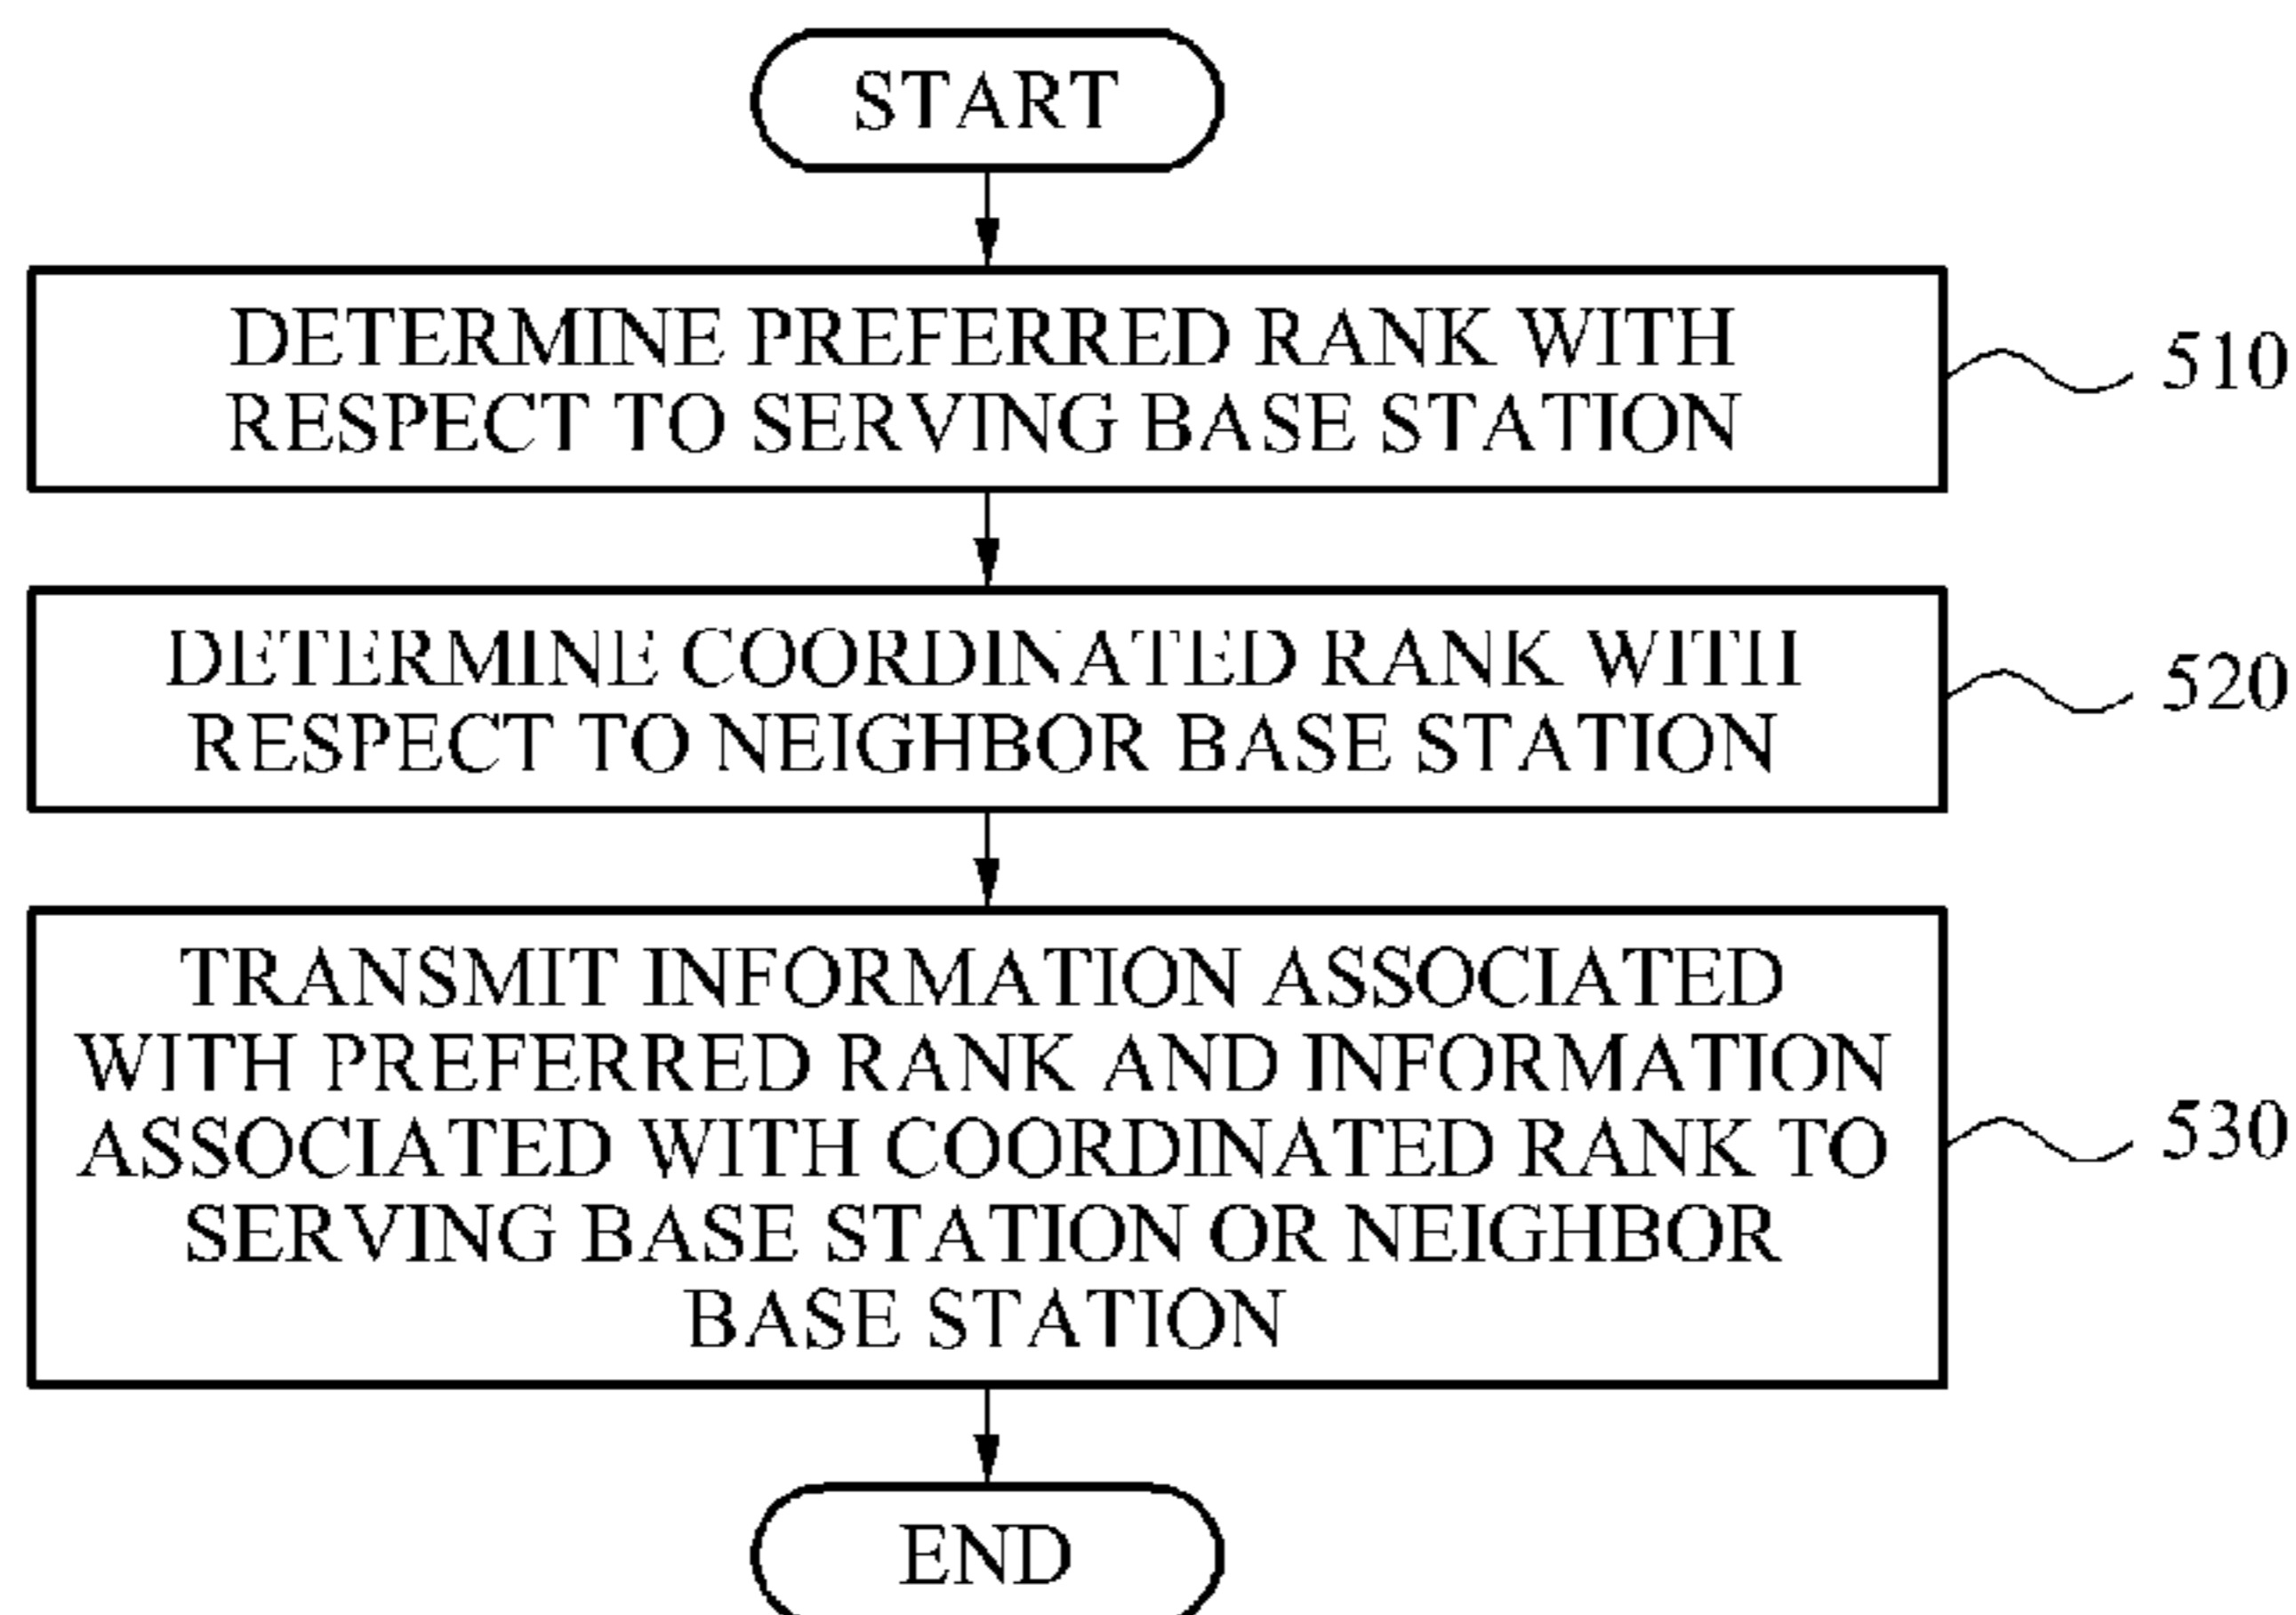 START
DETERMINE PREFERRED RANK WITH
RESPECT TO SERVING BASE STATION
510
DETERMINE COORDINATED RANK WITH
RESPECT TO NEIGHBOR BASE STATION
520
TRANSMIT INFORMATION ASSOCIATED
WITH PREFERRED RANK AND INFORMATION
ASSOCIATED WITH COORDINATED RANK TO
SERVING BASE STATION OR NEIGHBOR
BASE STATION
530
END